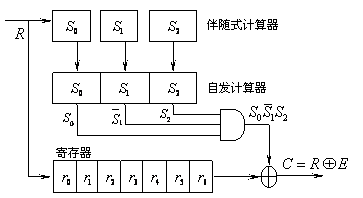 S₀ S₁ S₂ 伴随式计算器
R
S₀ S₁ S₂ 自发计算器
S₀ S̄₁ S₂ S₀S̄₁S₂
寄存器
r₀ r₁ r₂ r₃ r₄ r₅ r₆ C = R⊕E